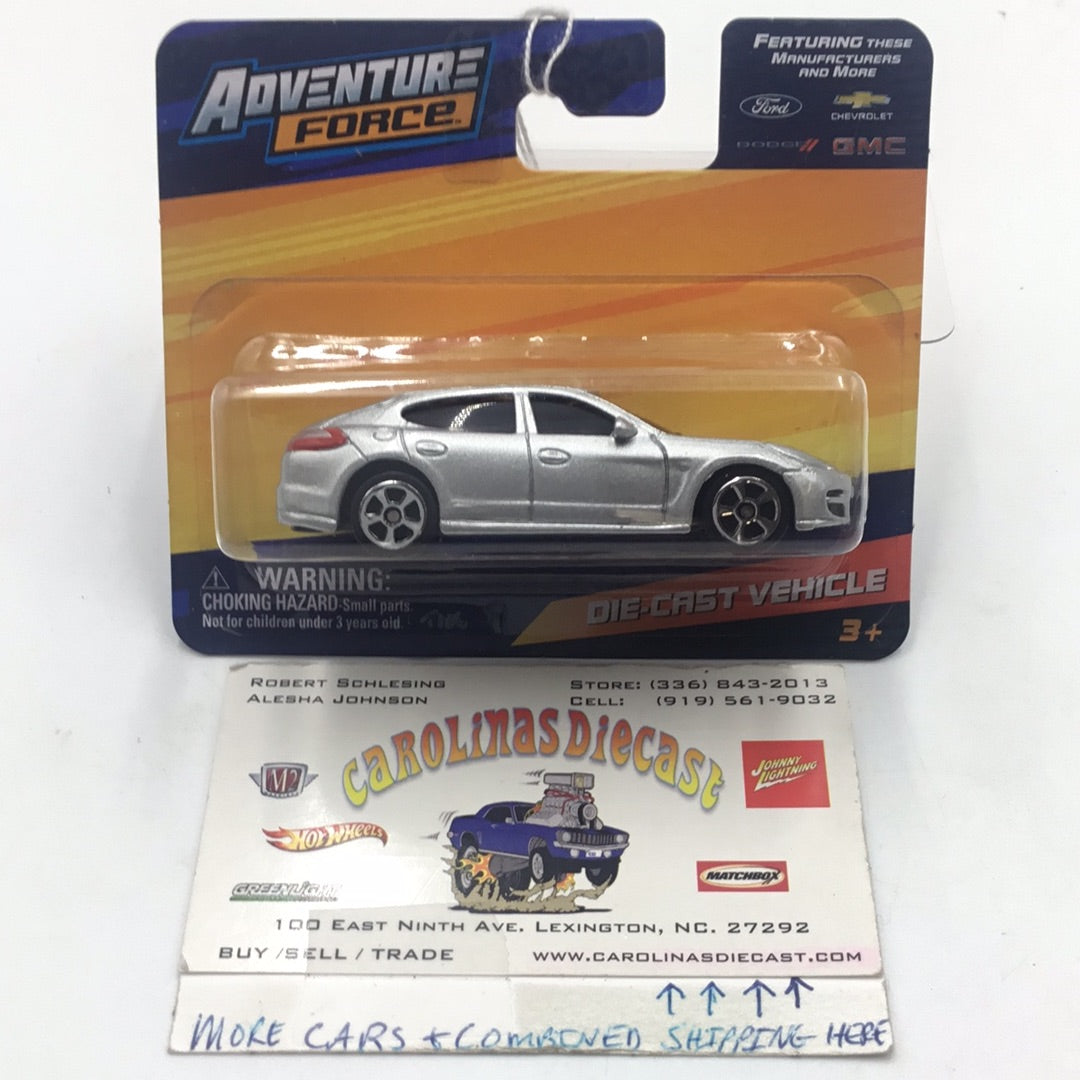 ADVENTURE
FORCE
FEATURING THESE
MANUFACTURERS
AND MORE
Ford
CHEVROLET
DODGE GMC
WARNING:
CHOKING HAZARD-Small parts
Not for children under 3 years old.
DIE-CAST VEHICLE
3+
ROBERT SCHLESING
ALESHA JOHNSON
STORE: (336) 843-2013
CELL: (919) 561-9032
CAROLINAS DIECAST
M2
JOHNNY
LIGHTNING
HOT WHEELS
GREENLIGHT
MATCHBOX
100 EAST NINTH AVE. LEXINGTON, NC. 27292
BUY /SELL / TRADE
WWW.CAROLINASDIECAST.COM
MORE CARS + COMBINED SHIPPING HERE